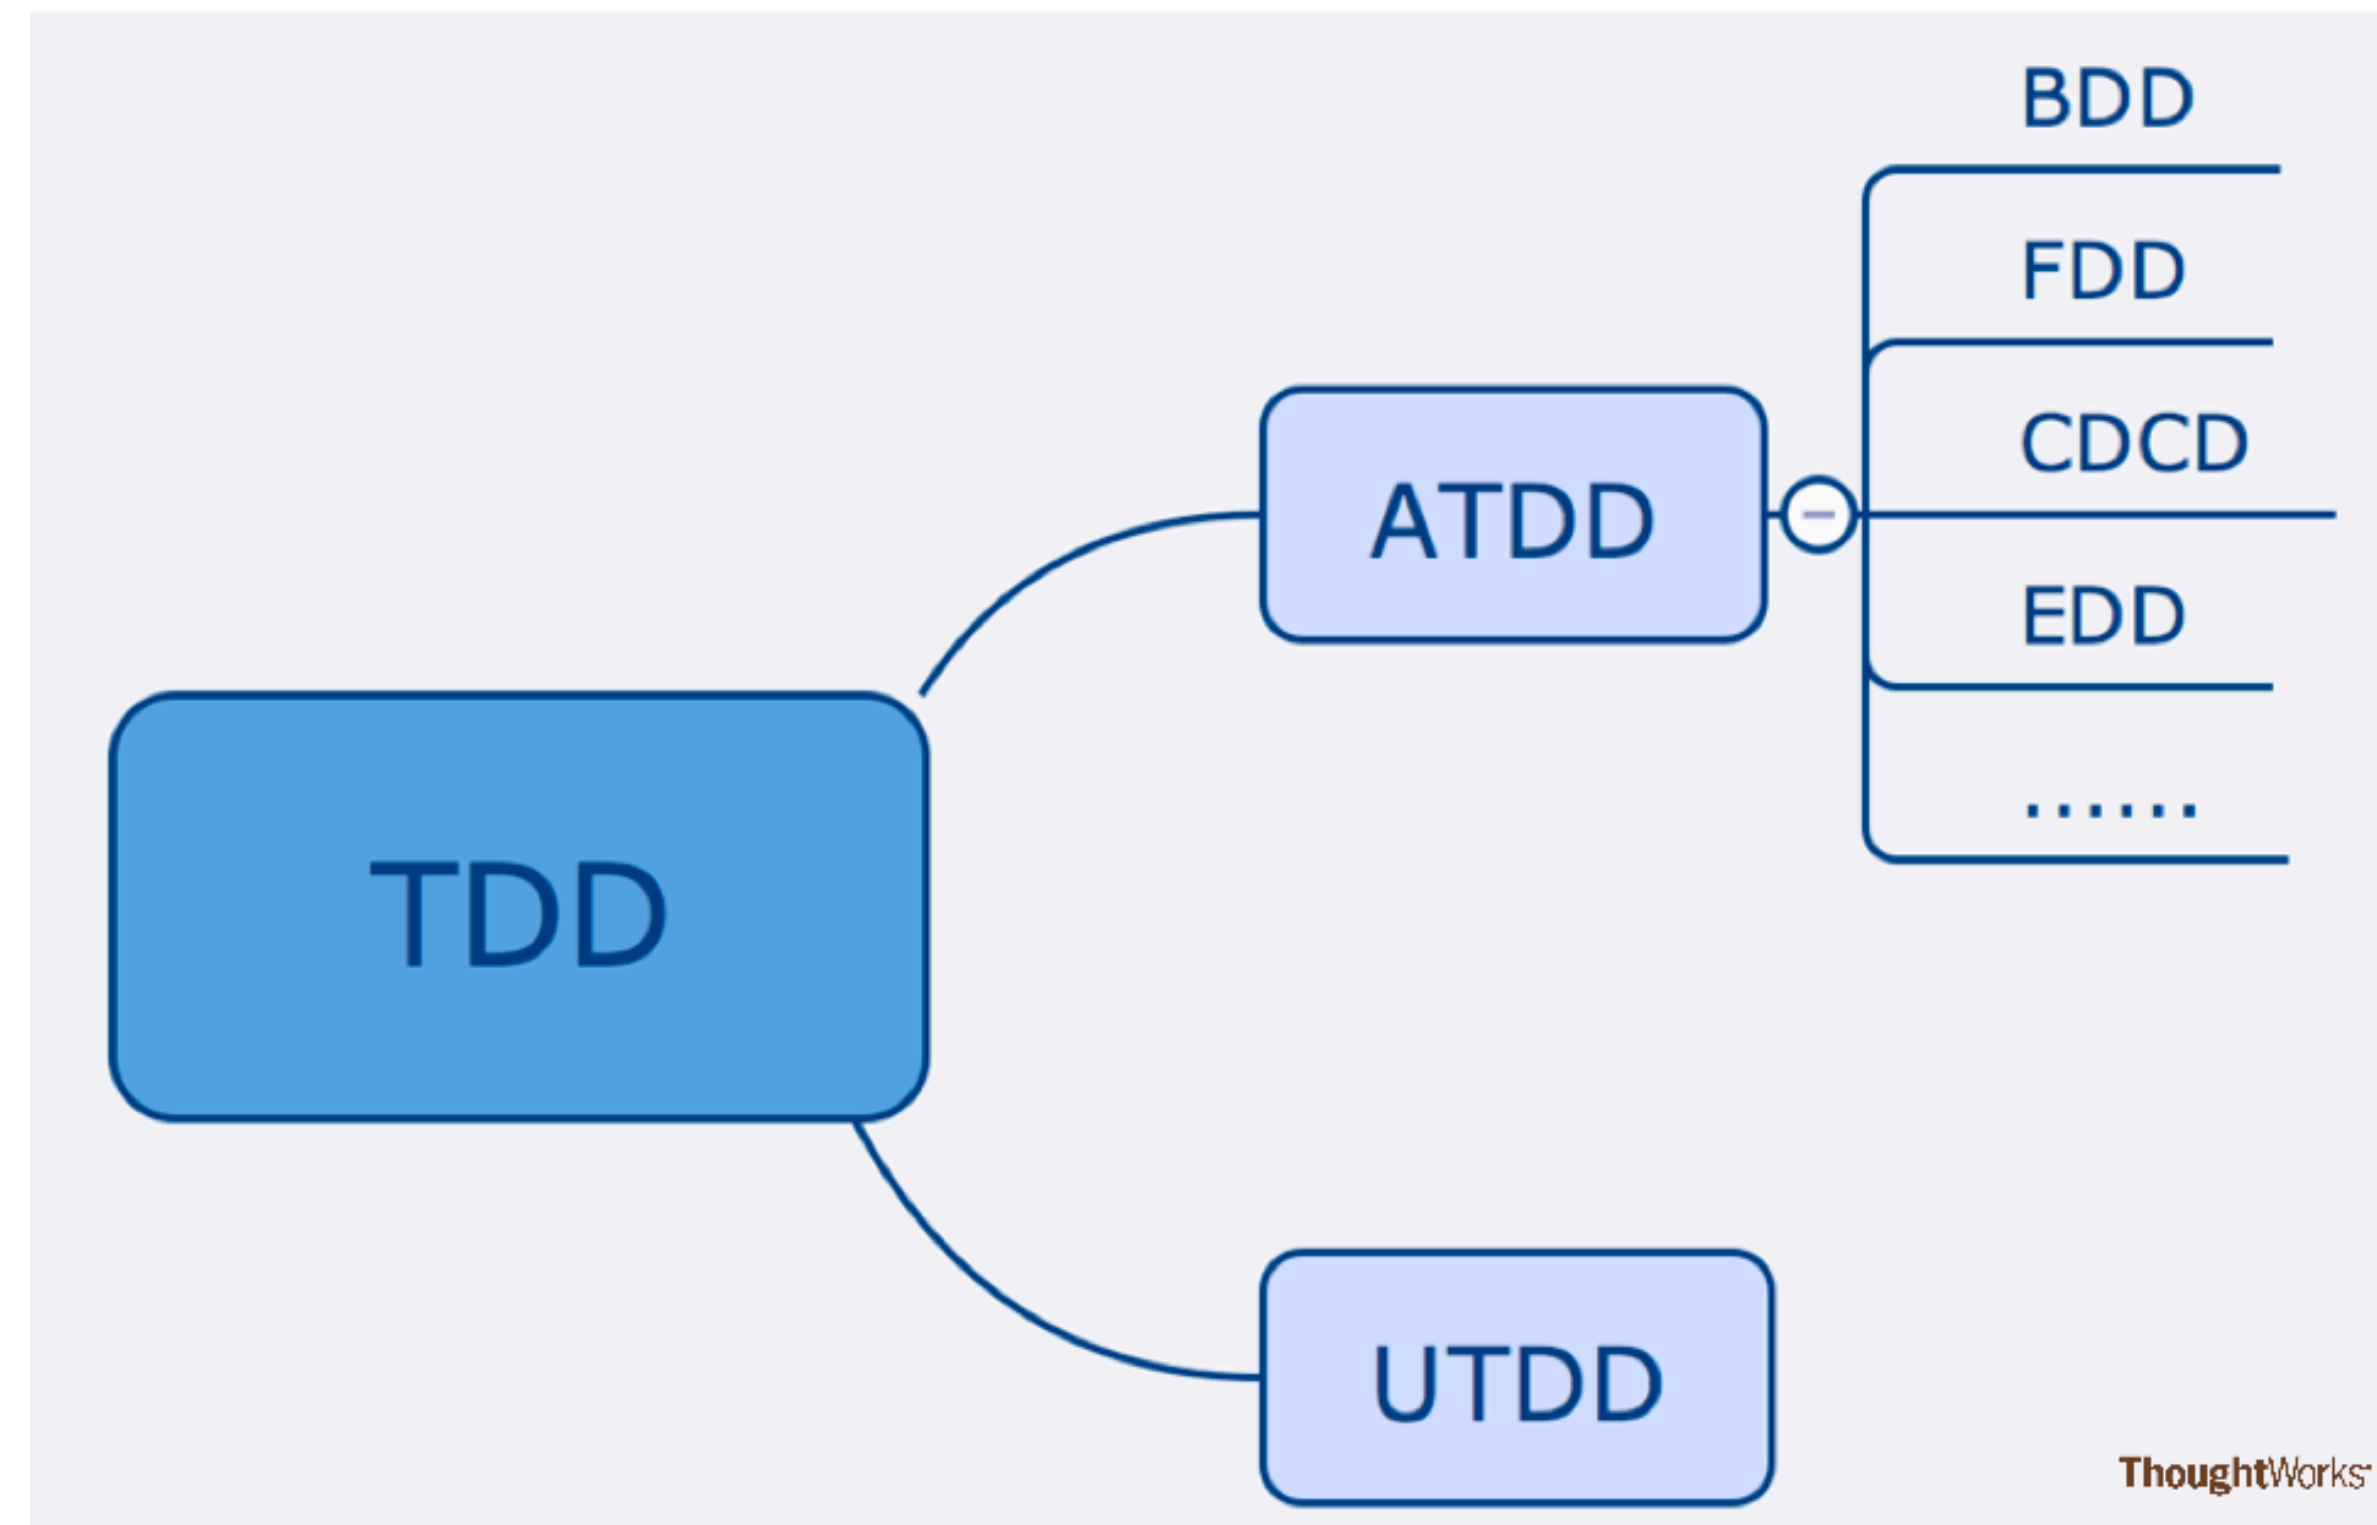 BDD
FDD
CDCD
EDD
......
ATDD
TDD
UTDD
ThoughtWorks